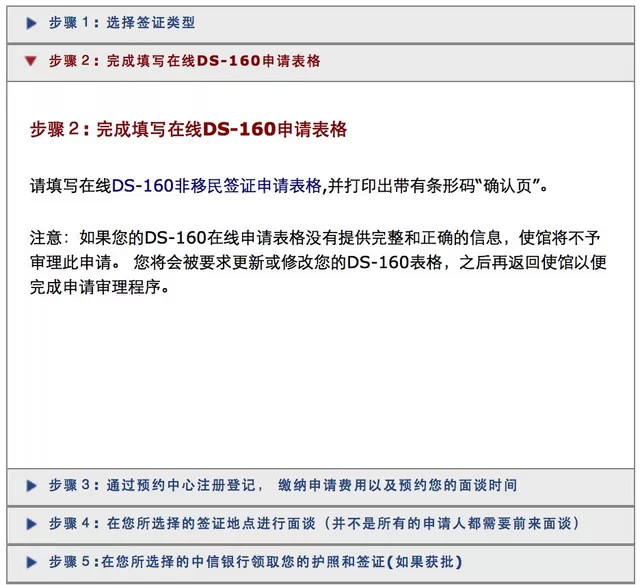 步骤 1：选择签证类型
步骤 2：完成填写在线DS-160申请表格
步骤 2：完成填写在线DS-160申请表格
请填写在线DS-160非移民签证申请表格,并打印出带有条形码“确认页”。
注意：如果您的DS-160在线申请表格没有提供完整和正确的信息，使馆将不予
审理此申请。 您将会被要求更新或修改您的DS-160表格，之后再返回使馆以便
完成申请审理程序。
步骤 3：通过预约中心注册登记， 缴纳申请费用以及预约您的面谈时间
步骤 4：在您所选择的签证地点进行面谈（并不是所有的申请人都需要前来面谈）
步骤 5:在您所选择的中信银行领取您的护照和签证(如果获批)